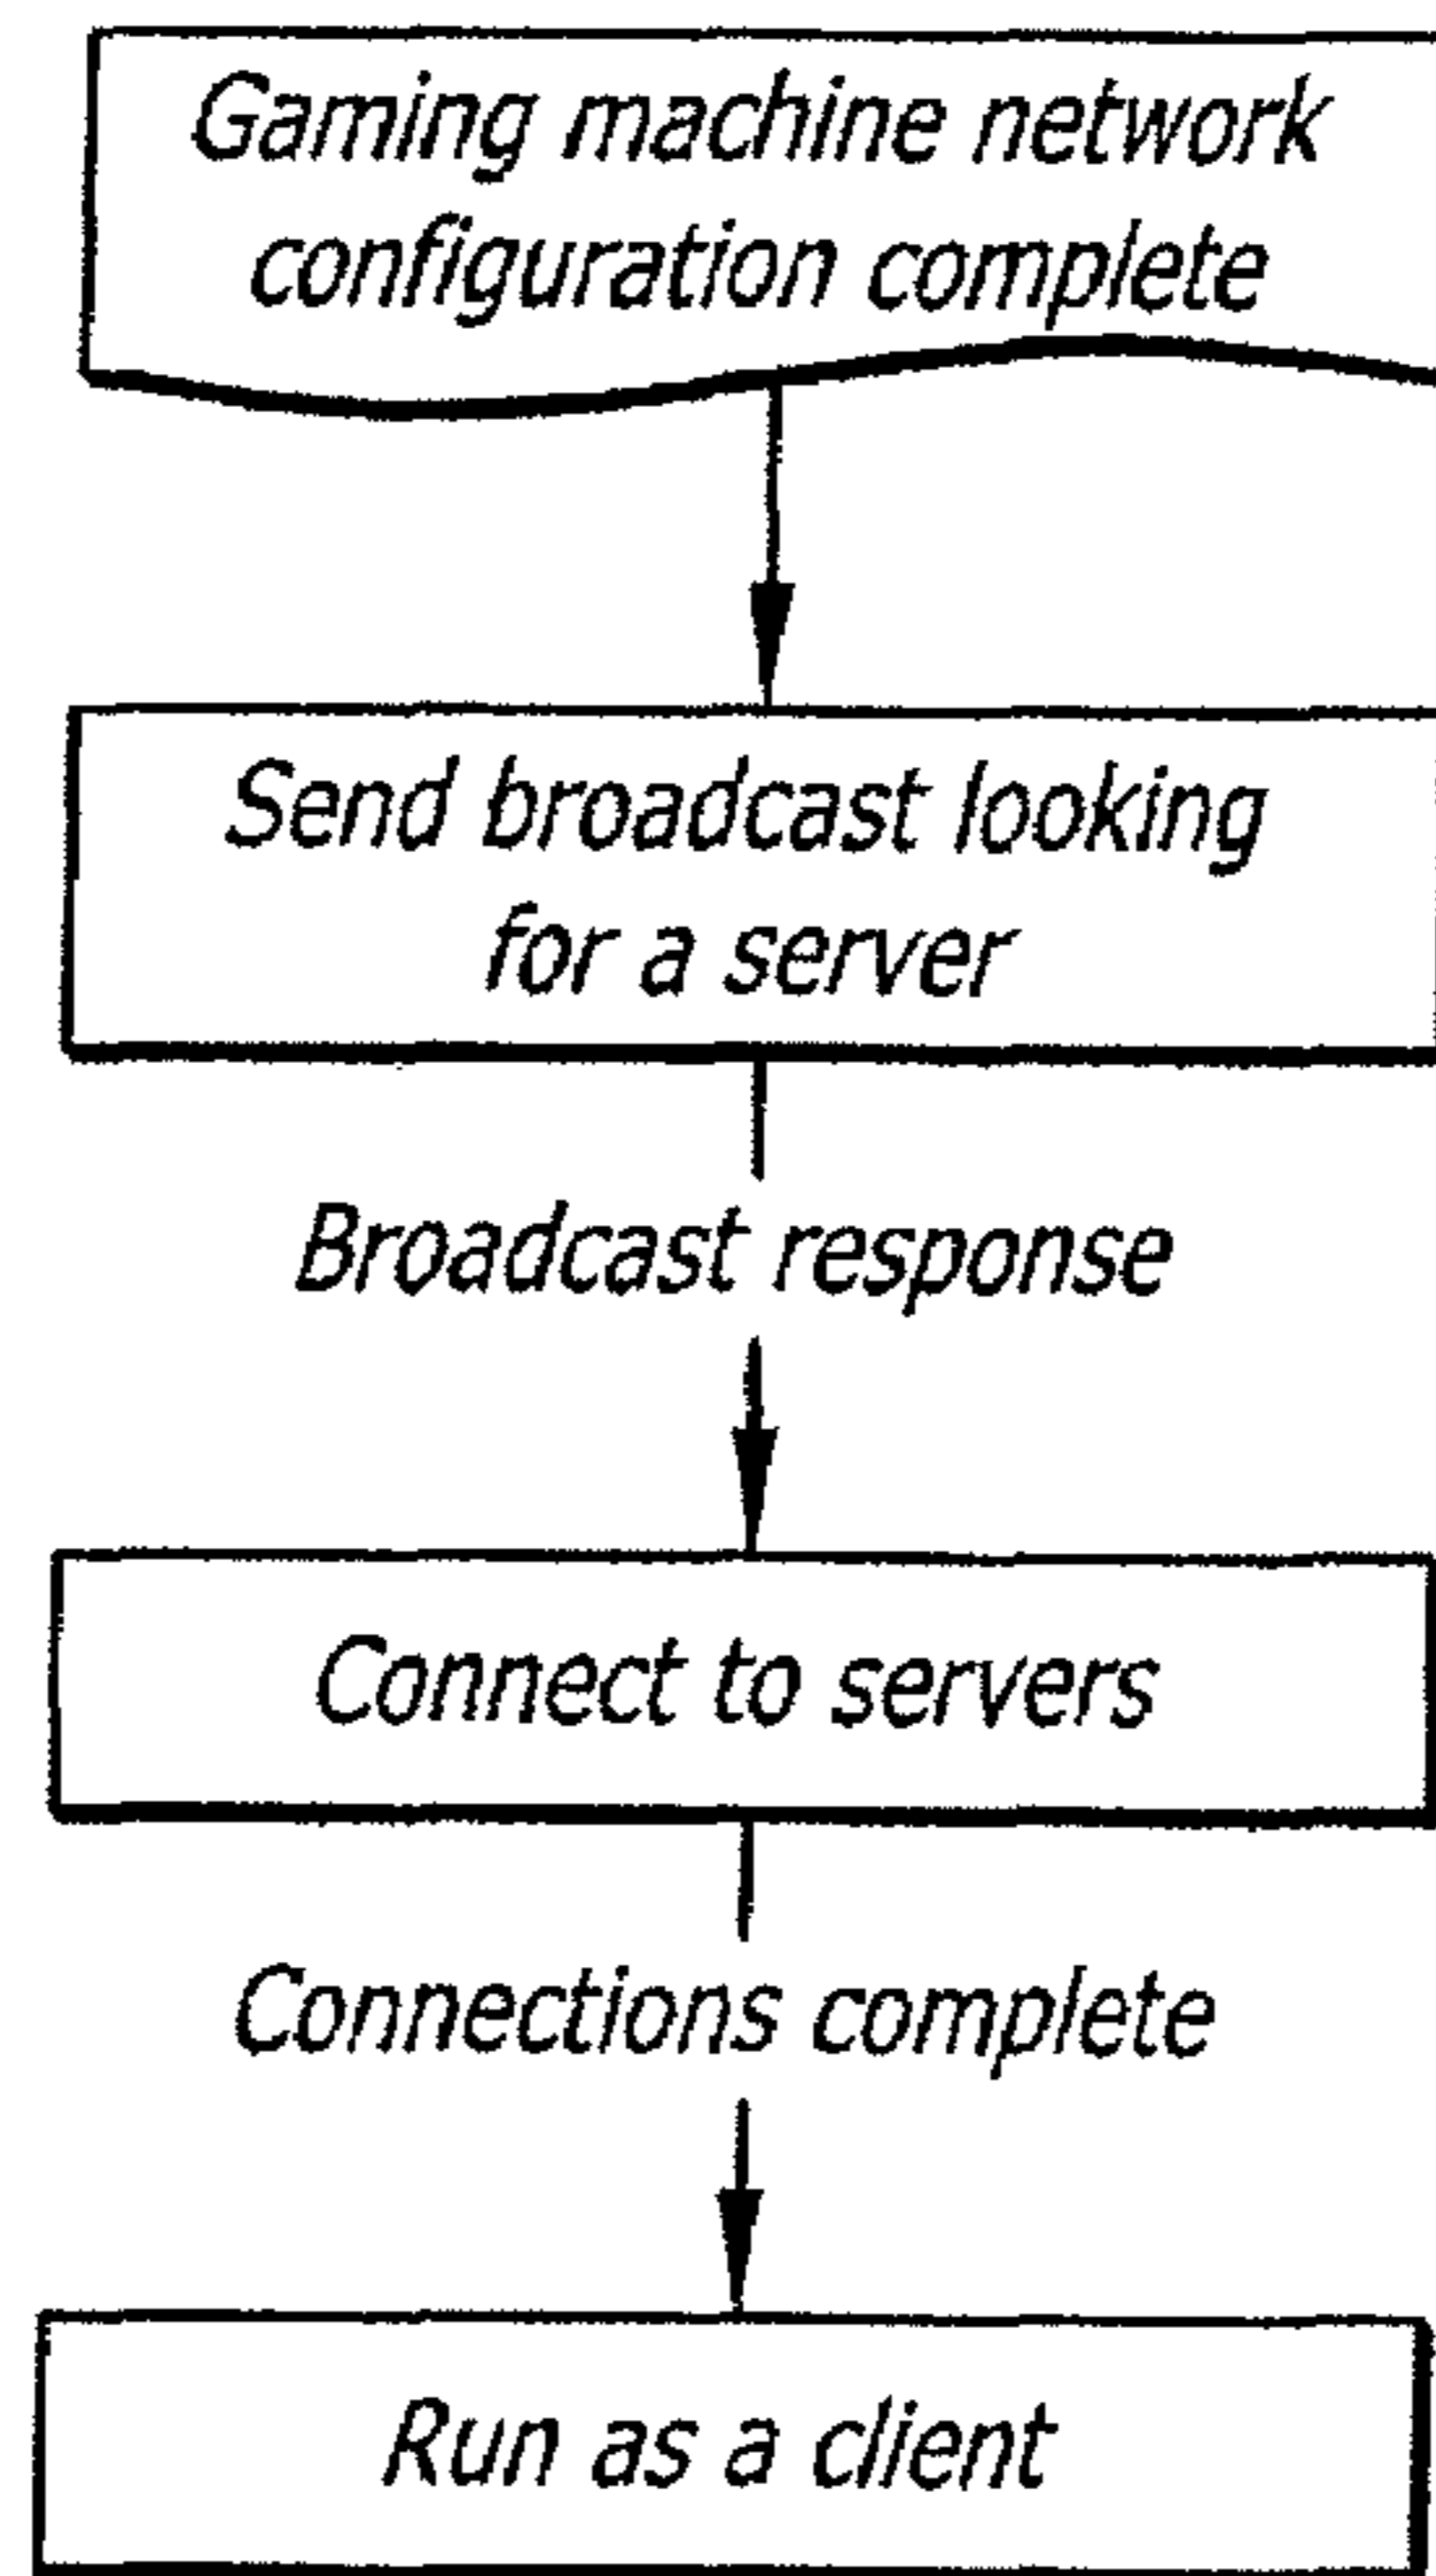 Gaming machine network
configuration complete
Send broadcast looking
for a server
Broadcast response
Connect to servers
Connections complete
Run as a client